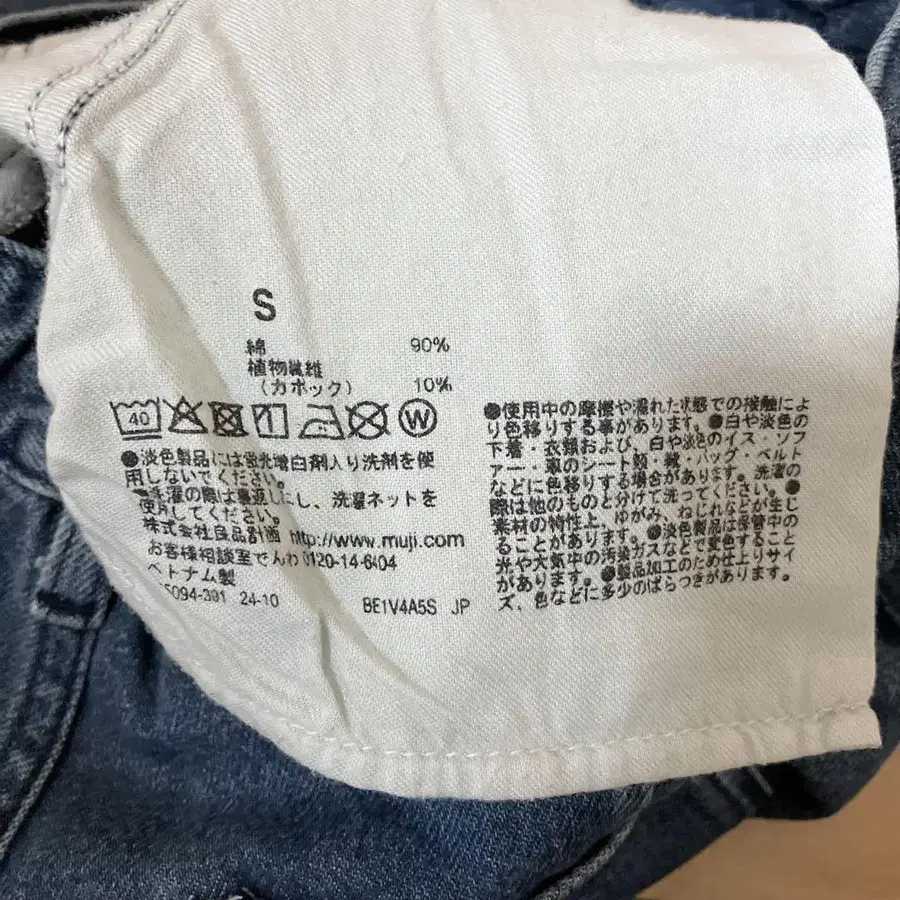 S
綿 90%
植物繊維
(カポック) 10%
40 W
●淡色製品には蛍光増白剤入り洗剤を使
用しないでください。
●洗濯の際は裏返しにし、洗濯ネットを
使用してください。
株式会社良品計画 http://www.muji.com
お客様相談室でんわ 0120-14-6404
ベトナム製
5094-391 24-10 BE1V4A5S JP
●使用中の摩擦や濡れた状態での接触によ
り色移りする事があります。●白や淡色の
下着・衣類および、白や淡色のイス・ソフ
ァー・車のシート類・靴・バッグ・ベルト
などに色移りする場合があります。洗濯の
際は他のものと分けて洗ってください。●
素材の特性上、ゆがみ、ねじれなどが生じ
ることがあります。●淡色製品は保管中の
光や大気中の汚染ガスなどで変色すること
があります。●製品加工のため仕上りサイ
ズ、色などに多少のばらつきがあります。